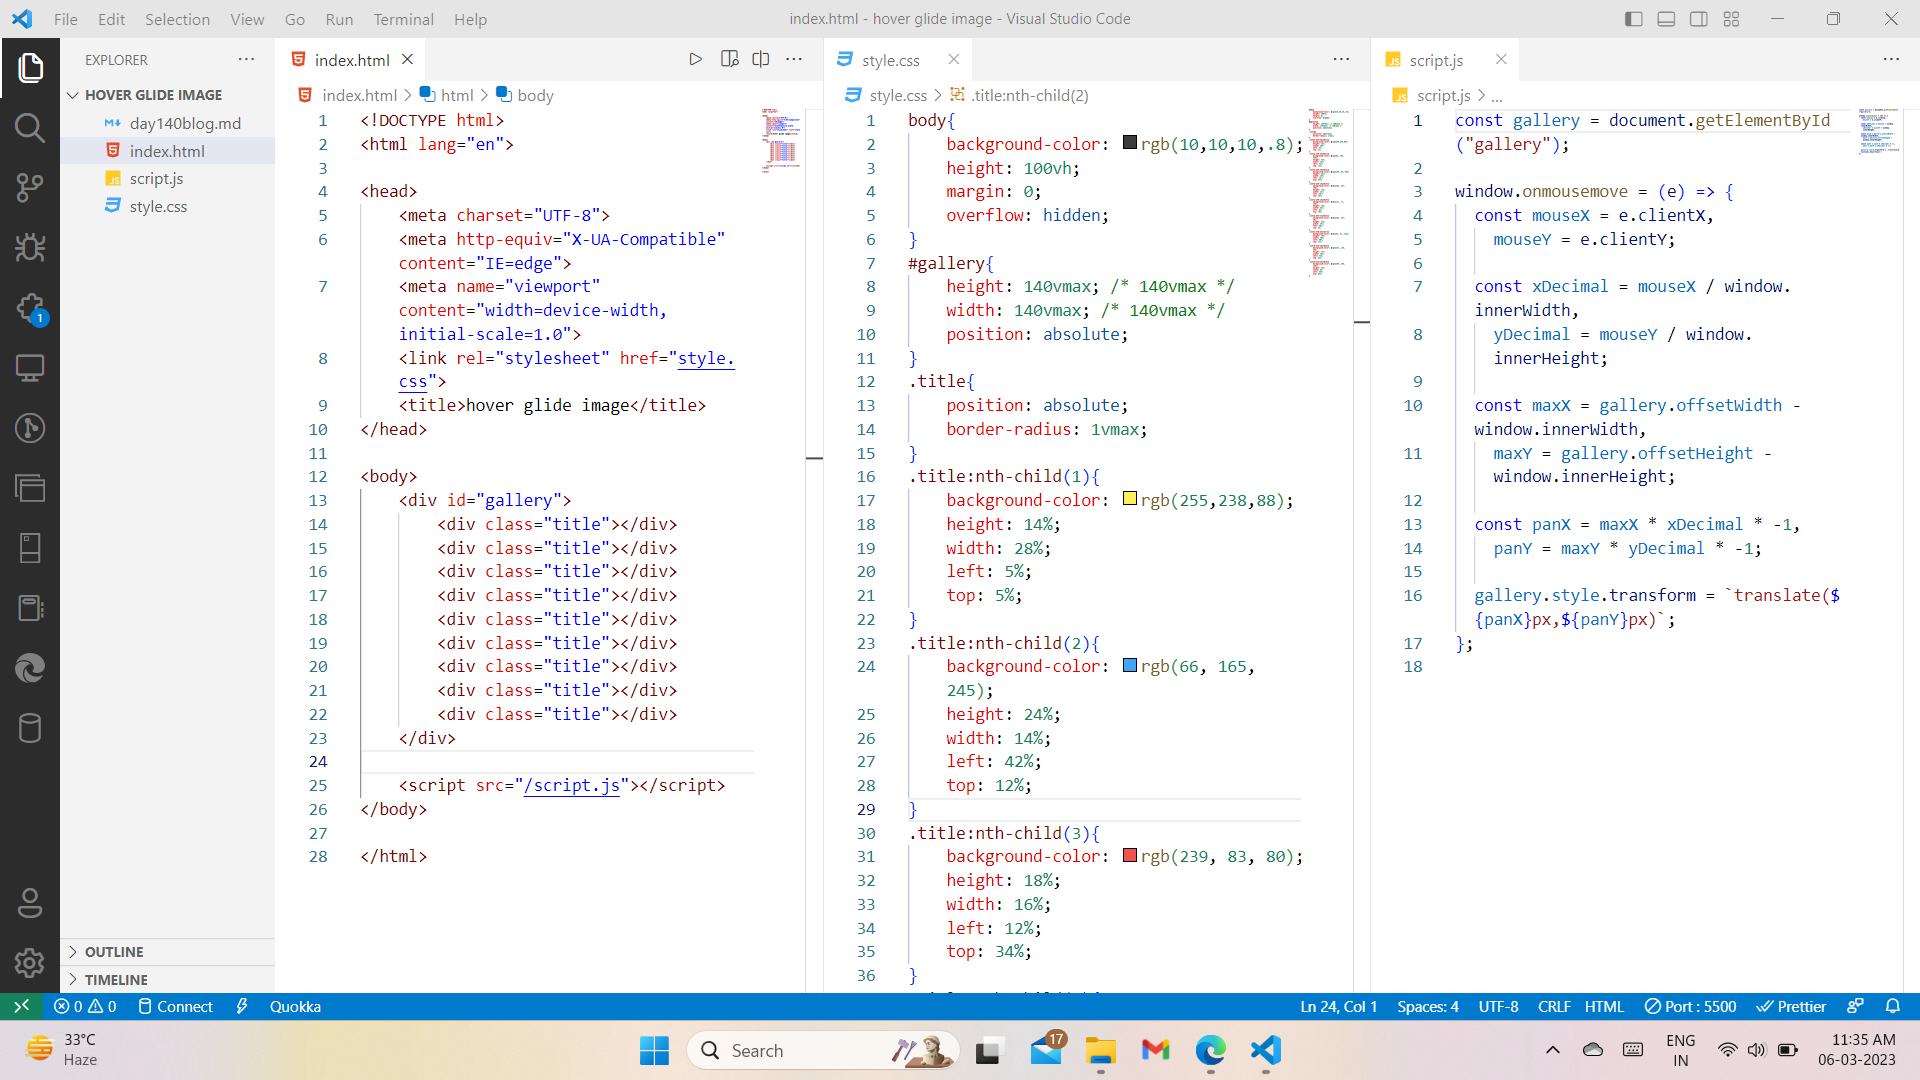 File Edit Selection View Go Run Terminal Help
index.html - hover glide image - Visual Studio Code
EXPLORER
HOVER GLIDE IMAGE
day140blog.md
index.html
script.js
style.css
OUTLINE
TIMELINE
index.html
index.html > html > body
1 <!DOCTYPE html>
2 <html lang="en">
3
4 <head>
5 <meta charset="UTF-8">
6 <meta http-equiv="X-UA-Compatible"
content="IE=edge">
7 <meta name="viewport"
content="width=device-width,
initial-scale=1.0">
8 <link rel="stylesheet" href="style.
css">
9 <title>hover glide image</title>
10 </head>
11
12 <body>
13 <div id="gallery">
14 <div class="title"></div>
15 <div class="title"></div>
16 <div class="title"></div>
17 <div class="title"></div>
18 <div class="title"></div>
19 <div class="title"></div>
20 <div class="title"></div>
21 <div class="title"></div>
22 <div class="title"></div>
23 </div>
24
25 <script src="/script.js"></script>
26 </body>
27
28 </html>
style.css
style.css > .title:nth-child(2)
1 body{
2 background-color: rgb(10,10,10,.8);
3 height: 100vh;
4 margin: 0;
5 overflow: hidden;
6 }
7 #gallery{
8 height: 140vmax; /* 140vmax */
9 width: 140vmax; /* 140vmax */
10 position: absolute;
11 }
12 .title{
13 position: absolute;
14 border-radius: 1vmax;
15 }
16 .title:nth-child(1){
17 background-color: rgb(255,238,88);
18 height: 14%;
19 width: 28%;
20 left: 5%;
21 top: 5%;
22 }
23 .title:nth-child(2){
24 background-color: rgb(66, 165,
245);
25 height: 24%;
26 width: 14%;
27 left: 42%;
28 top: 12%;
29 }
30 .title:nth-child(3){
31 background-color: rgb(239, 83, 80);
32 height: 18%;
33 width: 16%;
34 left: 12%;
35 top: 34%;
36 }
script.js
JS script.js > ...
1 const gallery = document.getElementById
("gallery");
2
3 window.onmousemove = (e) => {
4 const mouseX = e.clientX,
5 mouseY = e.clientY;
6
7 const xDecimal = mouseX / window.
innerWidth,
8 yDecimal = mouseY / window.
innerHeight;
9
10 const maxX = gallery.offsetWidth -
window.innerWidth,
11 maxY = gallery.offsetHeight -
window.innerHeight;
12
13 const panX = maxX * xDecimal * -1,
14 panY = maxY * yDecimal * -1;
15
16 gallery.style.transform = `translate($
{panX}px,${panY}px)`;
17 };
18
0 0 Connect Quokka
Ln 24, Col 1 Spaces: 4 UTF-8 CRLF HTML Port : 5500 Prettier
33°C
Haze
Search
17
ENG
IN
11:35 AM
06-03-2023